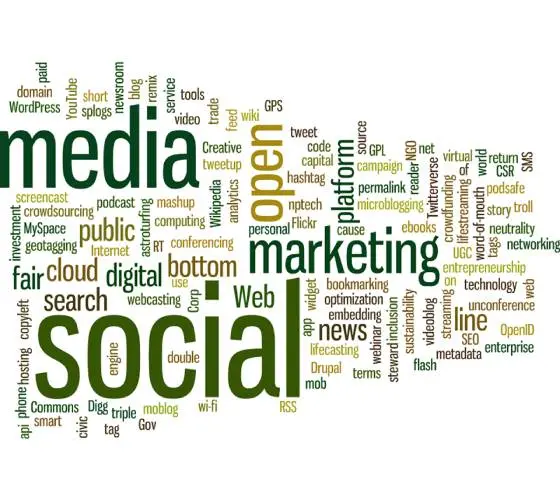 paid
domain
WordPress
YouTube
short
splogs
newsroom
blog
remix
service
tools
video
trade
feed
wiki
GPS
media
Creative
tweetup
open
tweet
code
capital
hashtag
platform
source
GPL
campaign
permalink
microblogging
reader
NGO
net
Twitterverse
virtual
of
world
return
CSR
SMS
crowdfunding
lifestreaming
word-of-mouth
podsafe
story
troll
tags
neutrality
networking
screencast
crowdsourcing
podcast
mashup
investment
MySpace
geotagging
public
Internet
astroturfing
computing
RT
conferencing
Wikipedia
analytics
personal
nptech
Flickr
cause
ebooks
UGC
marketing
entrepreneurship
on
technology
fair
cloud
digital
bottom
use
search
webcasting
Corp
Web
app
widget
bookmarking
optimization
embedding
news
lifecasting
Drupal
terms
mob
webinar
steward
inclusion
sustainability
videoblog
streaming
flash
line
unconference
web
OpenID
SEO
metadata
enterprise
copyleft
hosting
phone
api
social
engine
double
Commons
smart
civic
Digg
tag
triple
Gov
moblog
wi-fi
RSS